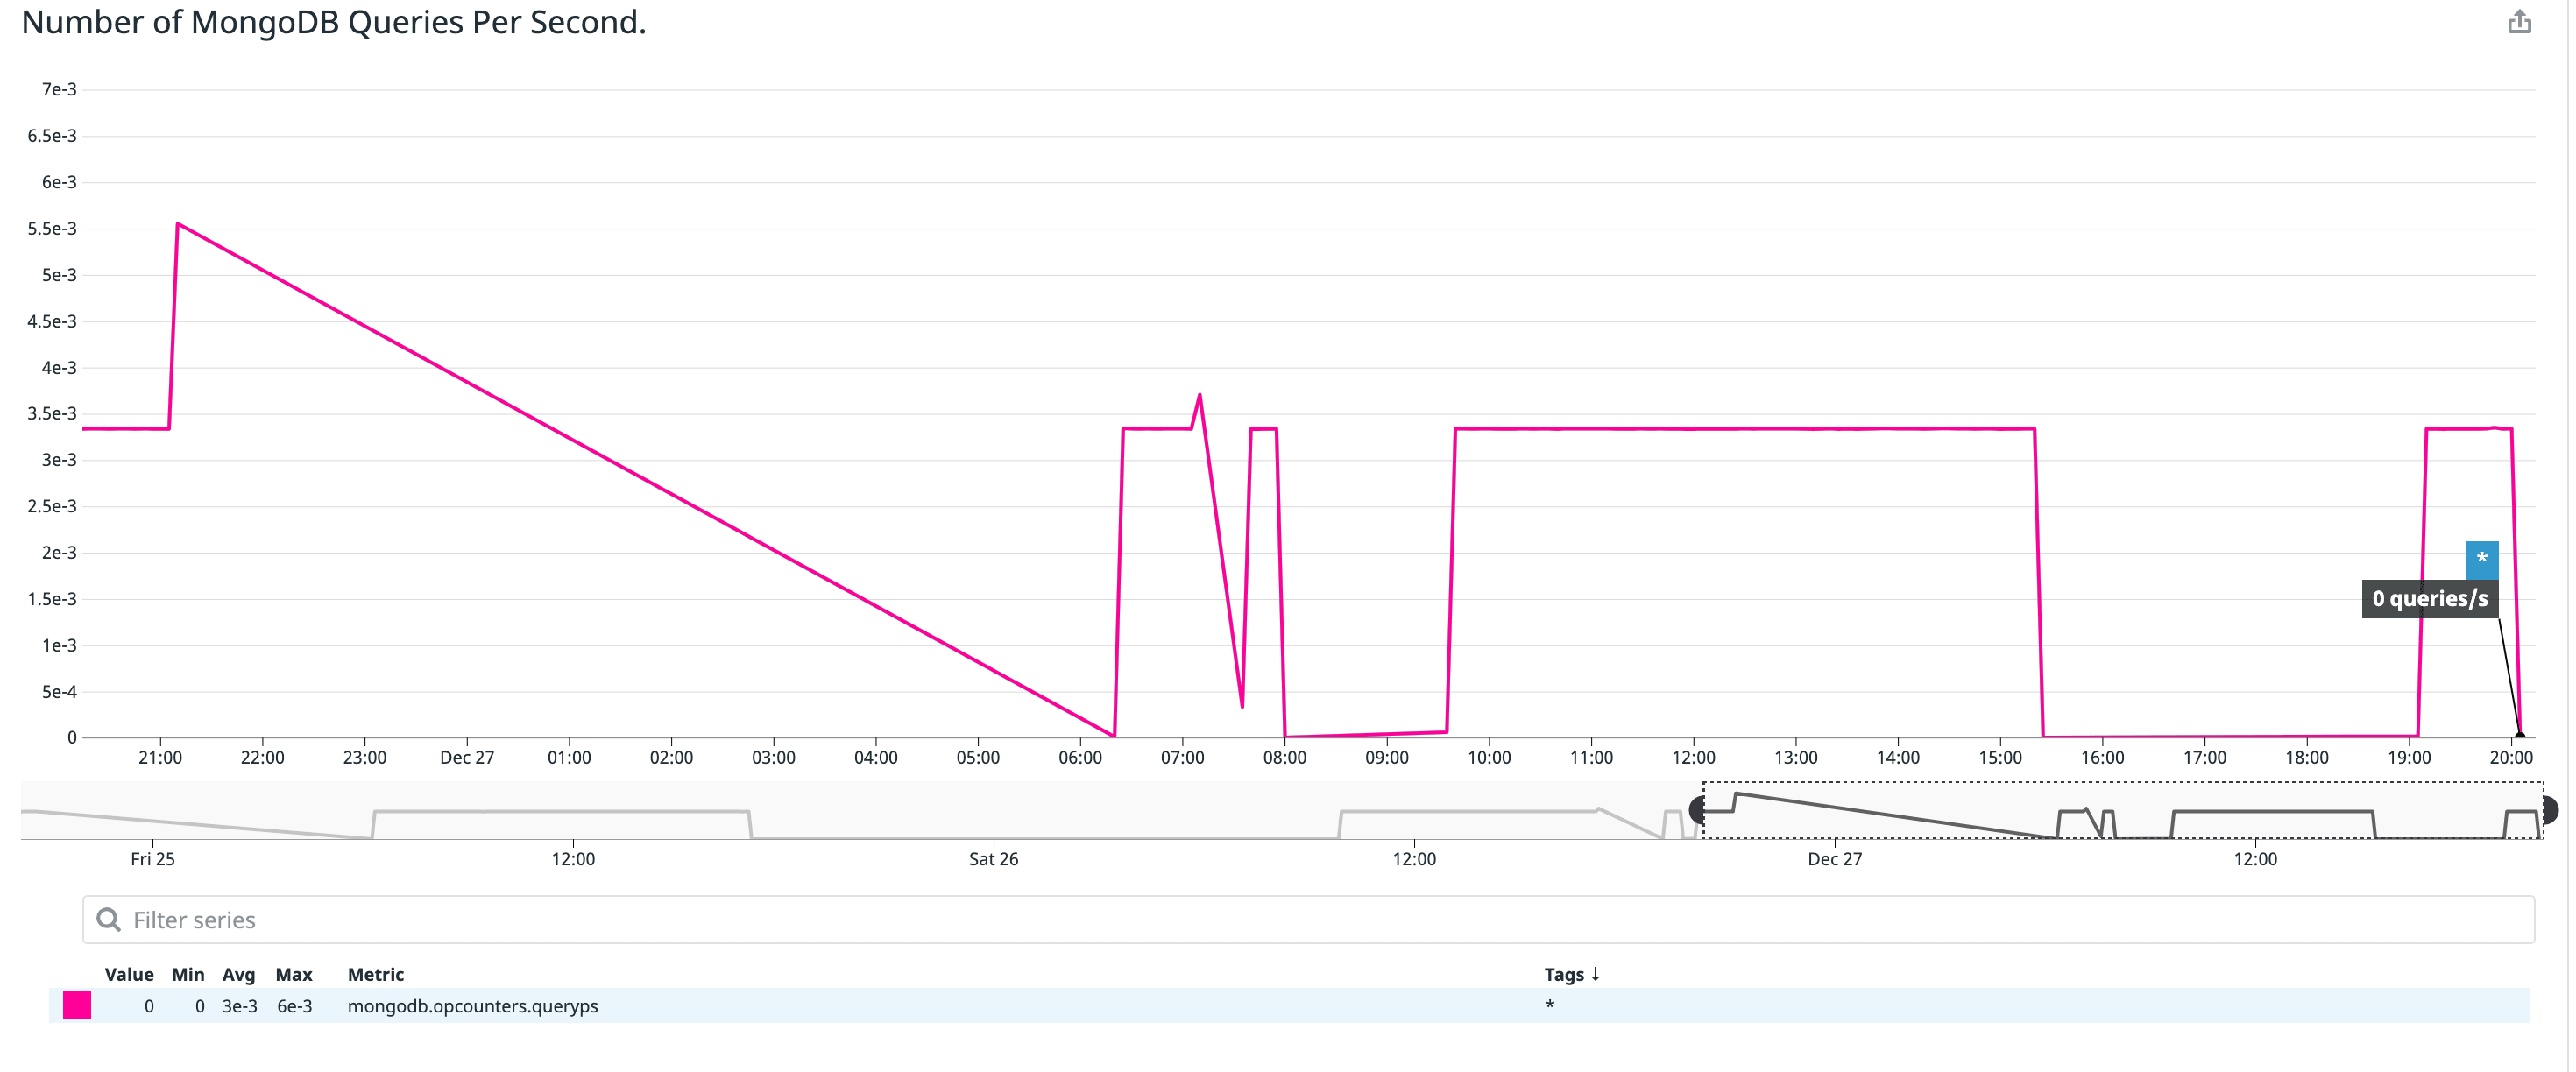 Number of MongoDB Queries Per Second.
7e-3
6.5e-3
6e-3
5.5e-3
5e-3
4.5e-3
4e-3
3.5e-3
3e-3
2.5e-3
2e-3
*
1.5e-3
0 queries/s
1e-3
5e-4
0
21:00 22:00 23:00 Dec 27 01:00 02:00 03:00 04:00 05:00 06:00 07:00 08:00 09:00 10:00 11:00 12:00 13:00 14:00 15:00 16:00 17:00 18:00 19:00 20:00
Fri 25 12:00 Sat 26 12:00 Dec 27 12:00
Filter series
Value Min Avg Max Metric Tags ↓
0 0 3e-3 6e-3 mongodb.opcounters.queryps *